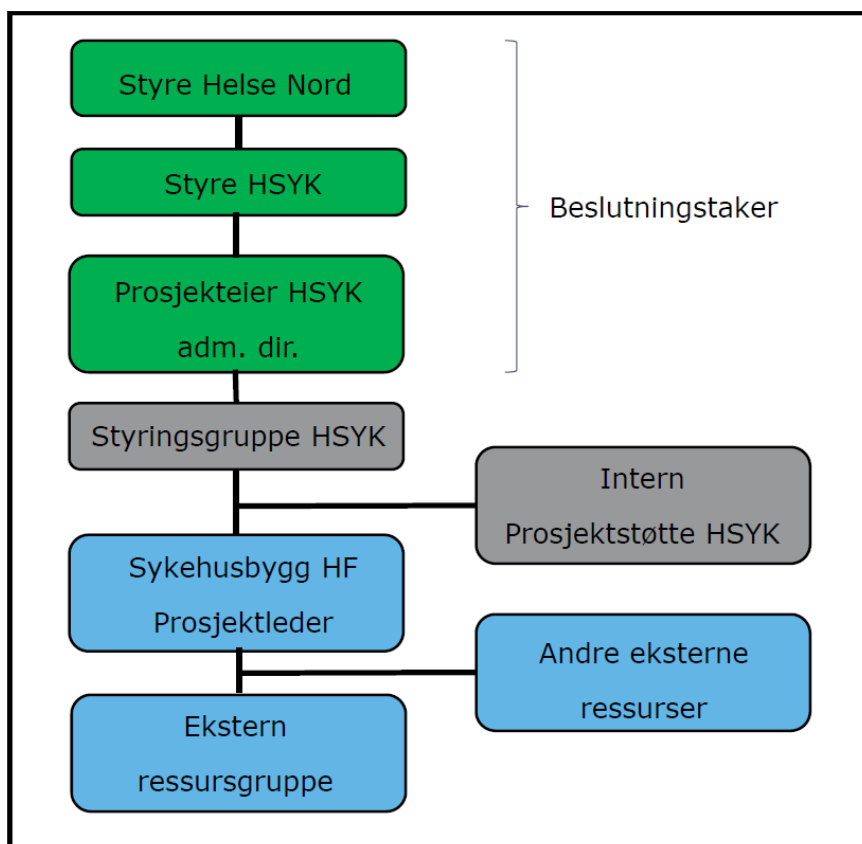 Styre Helse Nord
Styre HSYK
Beslutningstaker
Prosjekteier HSYK
adm. dir.
Styringsgruppe HSYK
Intern
Prosjektstøtte HSYK
Sykehusbygg HF
Prosjektleder
Andre eksterne
ressurser
Ekstern
ressursgruppe